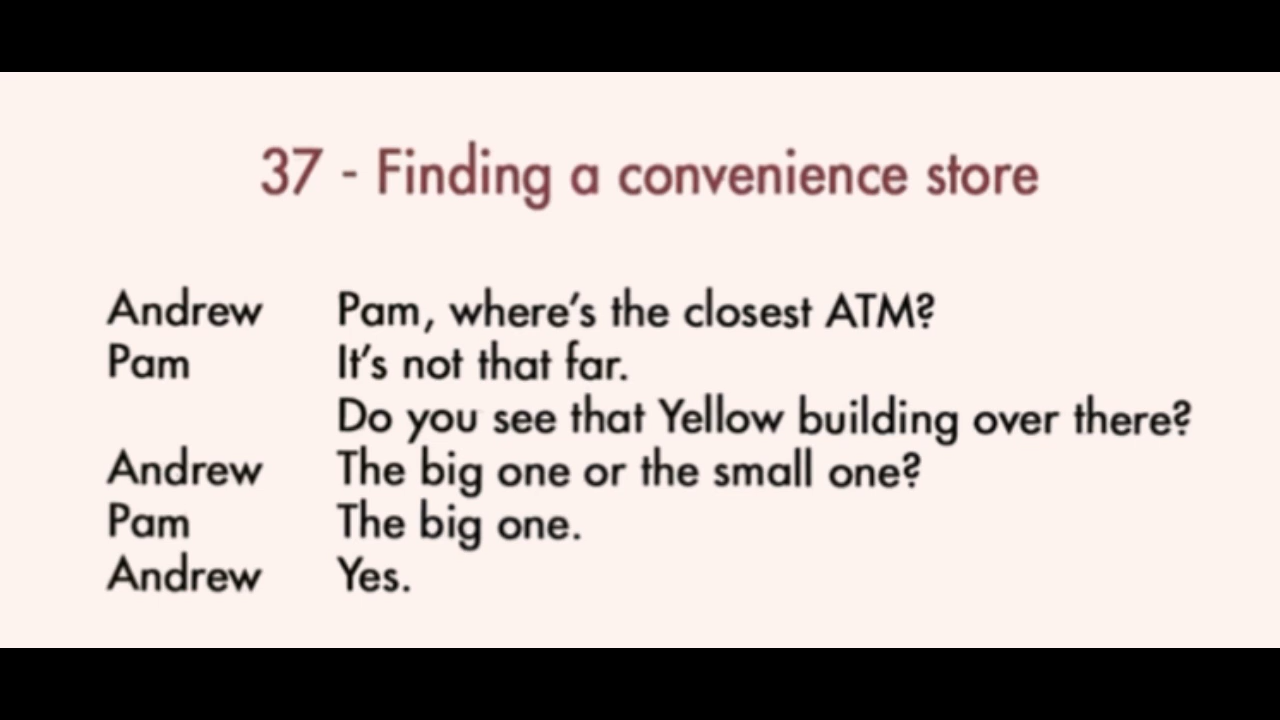 37 - Finding a convenience store
Andrew Pam, where's the closest ATM?
Pam It's not that far.
Do you see that Yellow building over there?
Andrew The big one or the small one?
Pam The big one.
Andrew Yes.